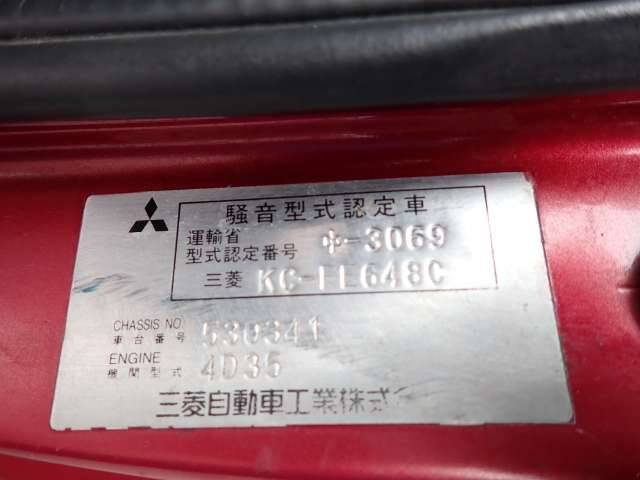 騒音型式認定車
運輸省
型式認定番号 中-3069
三菱 KC-FE648C
CHASSIS NO. 530341
車台番号
ENGINE 4D35
機関型式
三菱自動車工業株式